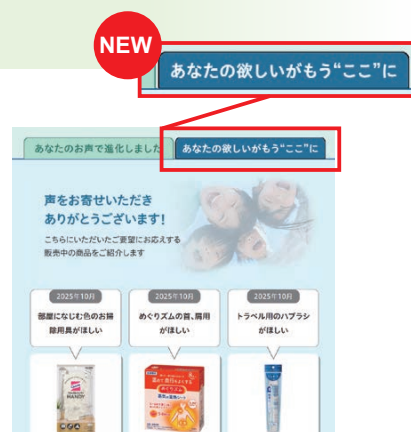 NEW
あなたの欲しいがもう“ここ”に
あなたのお声で進化しました
あなたの欲しいがもう“ここ”に
声をお寄せいただき
ありがとうございます!
こちらにいただいたご要望にお応えする
販売中の商品をご紹介します
2025年10月
部屋になじむ色のお掃
除用具がほしい
2025年10月
めぐりズムの首、肩用
がほしい
2025年10月
トラベル用のハブラシ
がほしい
HANDY
めぐりズム